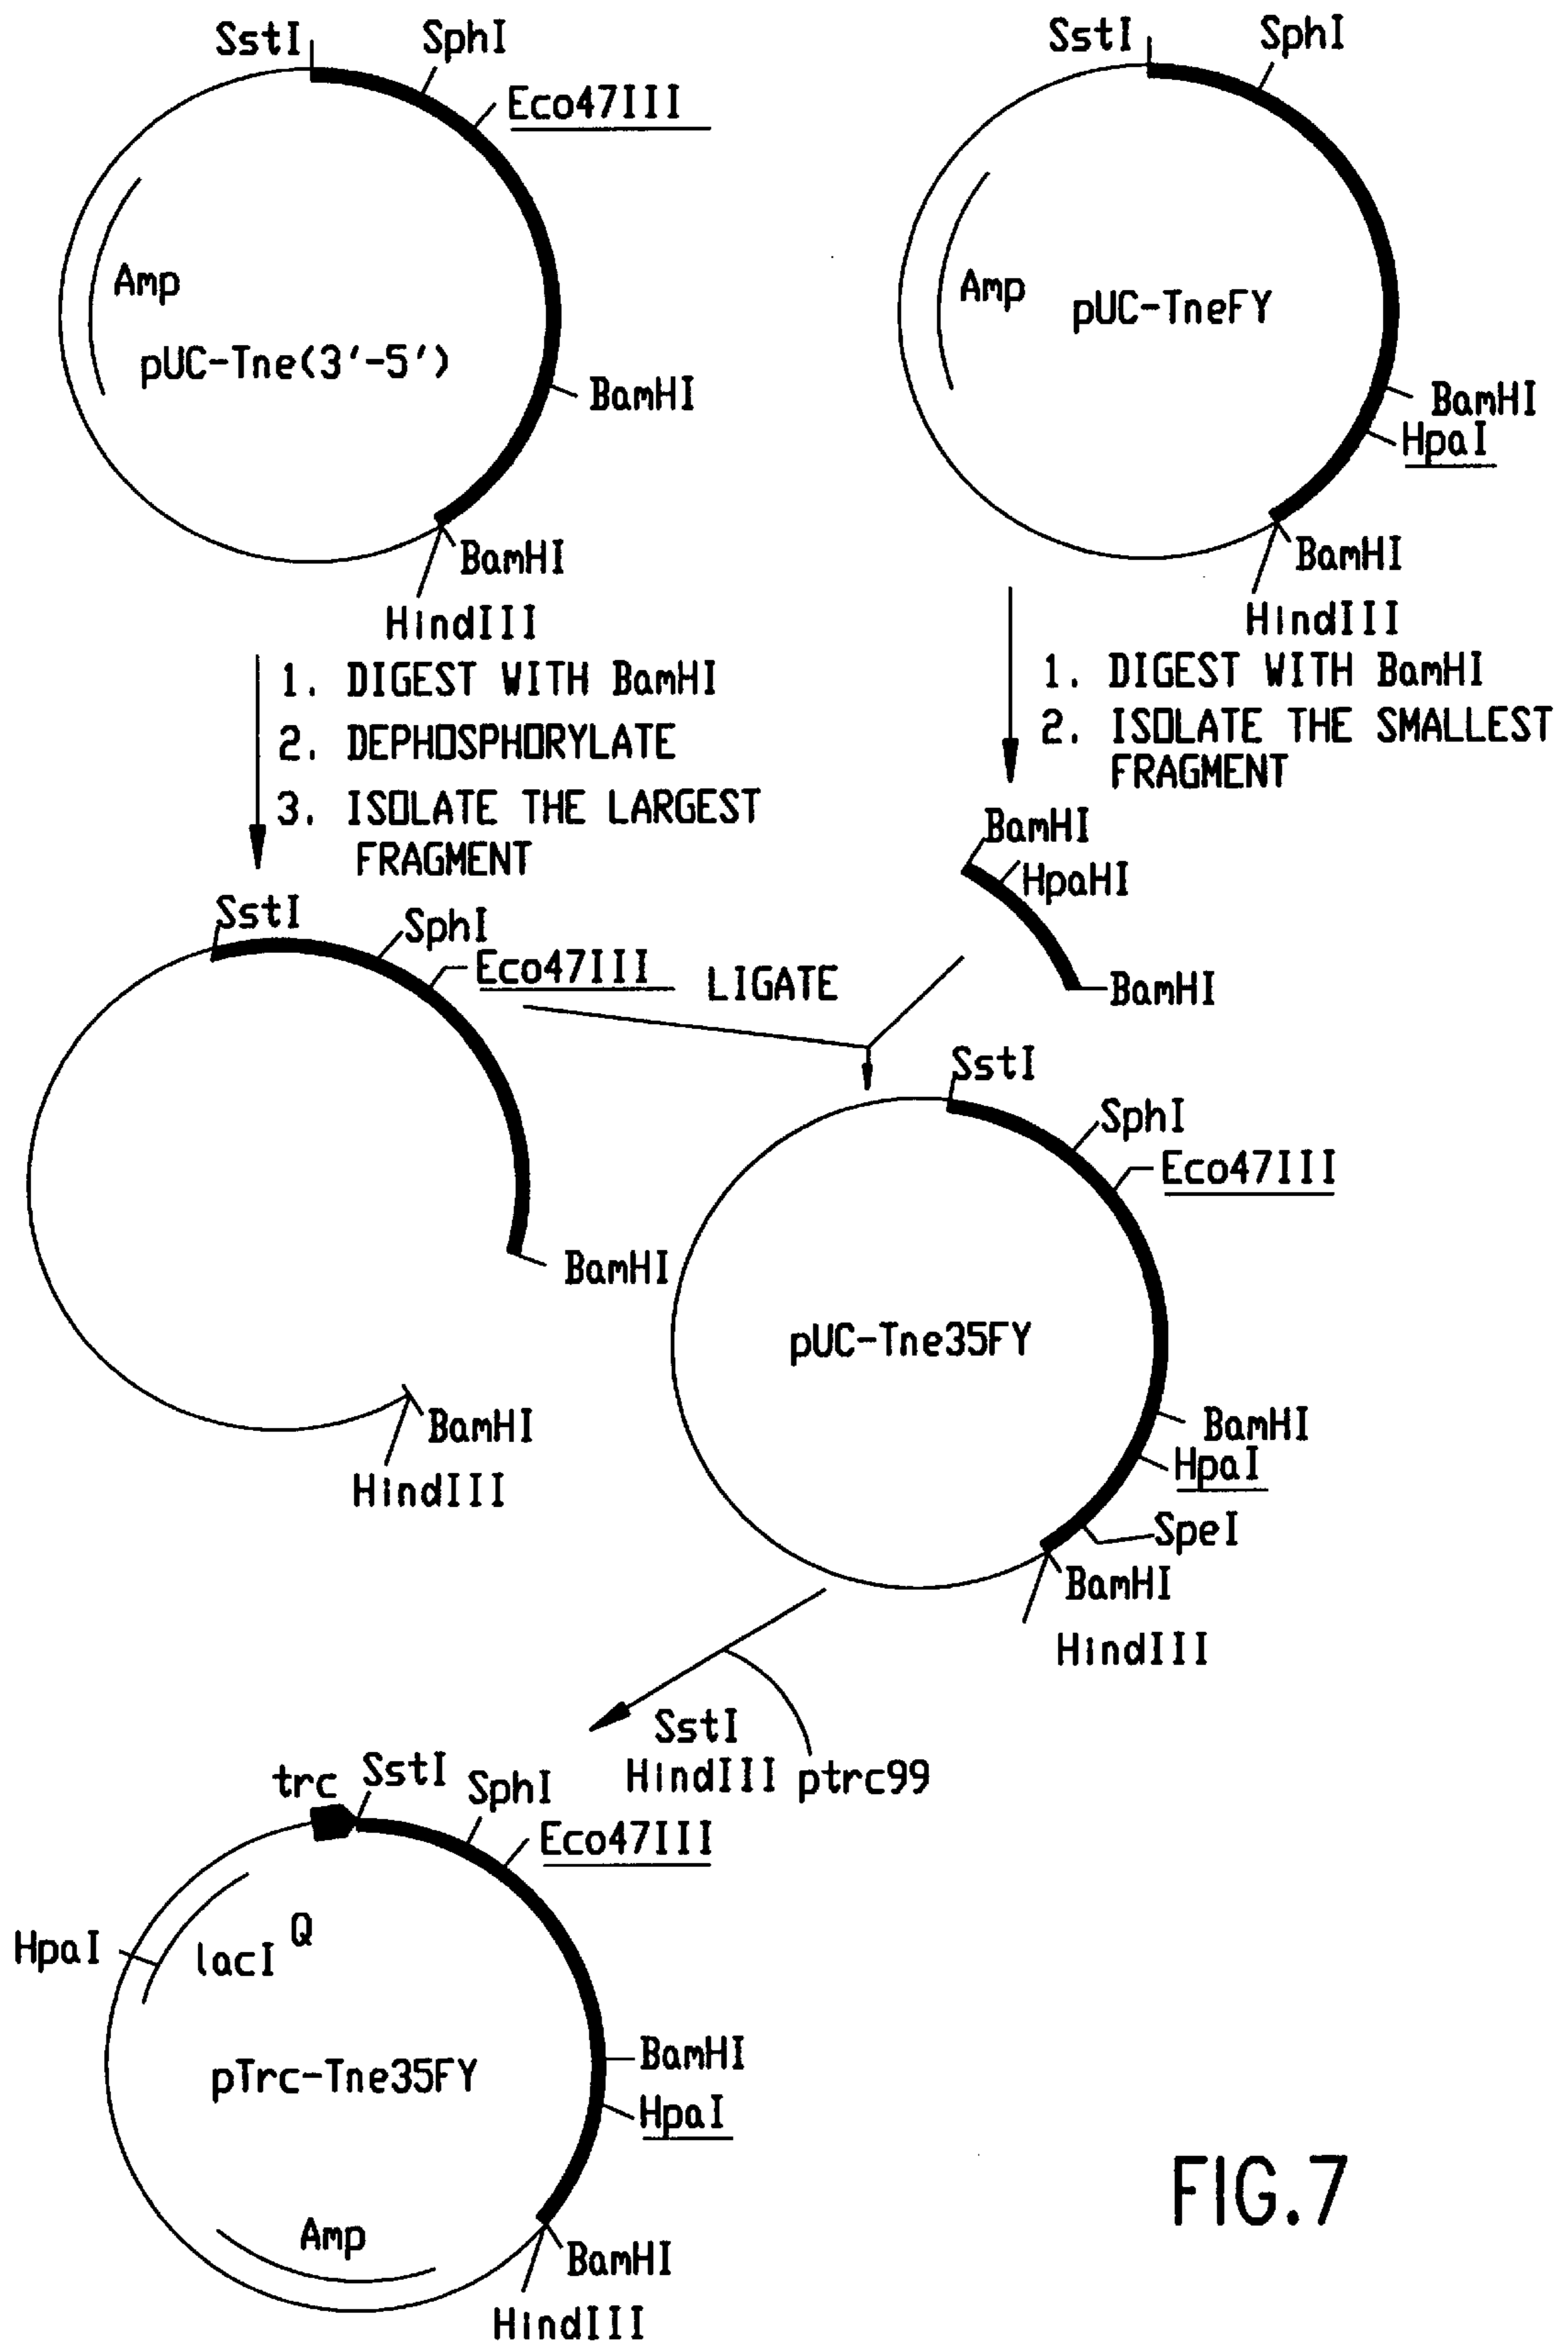 SstI
SphI
Eco47III
Amp
pUC-Tne(3'-5')
BamHI
BamHI
HindIII
SstI
SphI
Amp
pUC-TneFY
BamHI
HpaI
BamHI
HindIII
1. DIGEST WITH BamHI
2. DEPHOSPHORYLATE
3. ISOLATE THE LARGEST
FRAGMENT
1. DIGEST WITH BamHI
2. ISOLATE THE SMALLEST
FRAGMENT
BamHI
HpaHI
BamHI
SstI
SphI
Eco47III
LIGATE
BamHI
BamHI
HindIII
SstI
SphI
Eco47III
pUC-Tne35FY
BamHI
HpaI
SpeI
BamHI
HindIII
SstI
HindIII
ptrc99
trc
SstI
SphI
Eco47III
HpaI
lacI Q
pTrc-Tne35FY
BamHI
HpaI
Amp
BamHI
HindIII
FIG.7